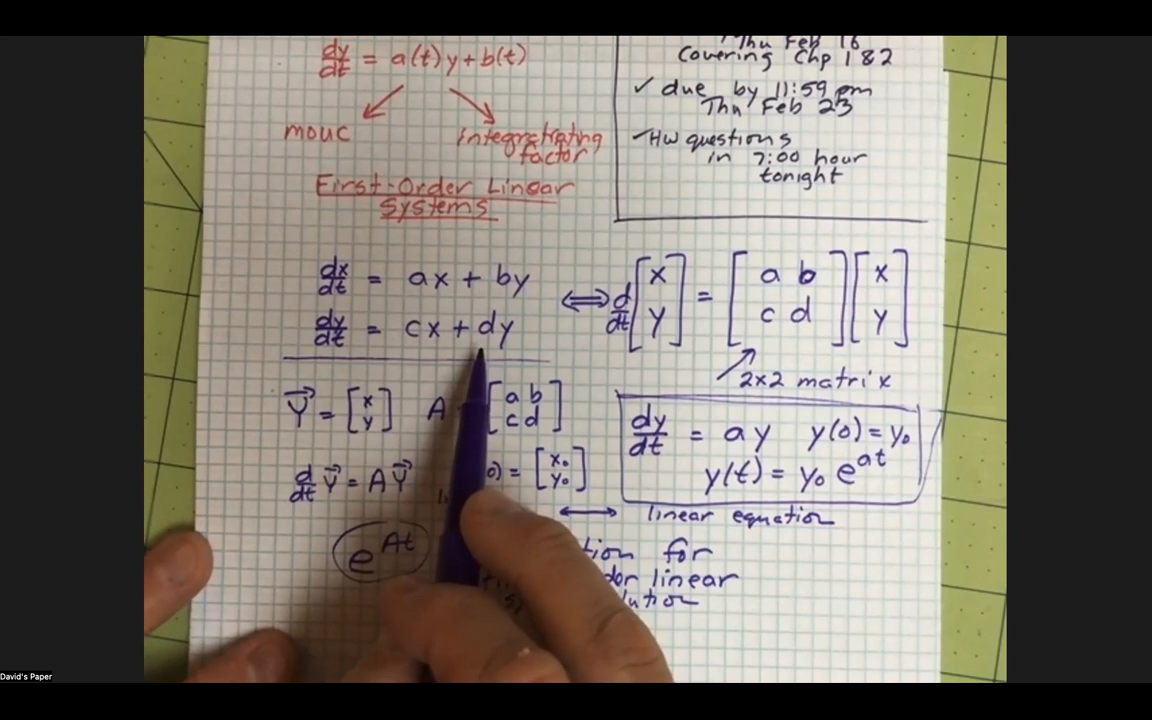 dy/dt = a(t)y+b(t)
mouc
integretrating
factor
First-Order Linear
Systems
Thu Feb 16
Covering Chp 1 & 2
✓ due by 11:59 pm
Thu Feb 23
✓ HW questions
in 7:00 hour
tonight
dx/dt = ax + by
dy/dt = cx + dy
⟺ d/dt [x y] = [a b c d] [x y]
2x2 matrix
Y⃗ = [x y] A [a b c d]
d/dt Y⃗ = AY⃗ 0) = [x₀ y₀]
dy/dt = ay y(0) = y₀
y(t) = y₀ e^at
↔ linear equation
e^At
tion for
linear